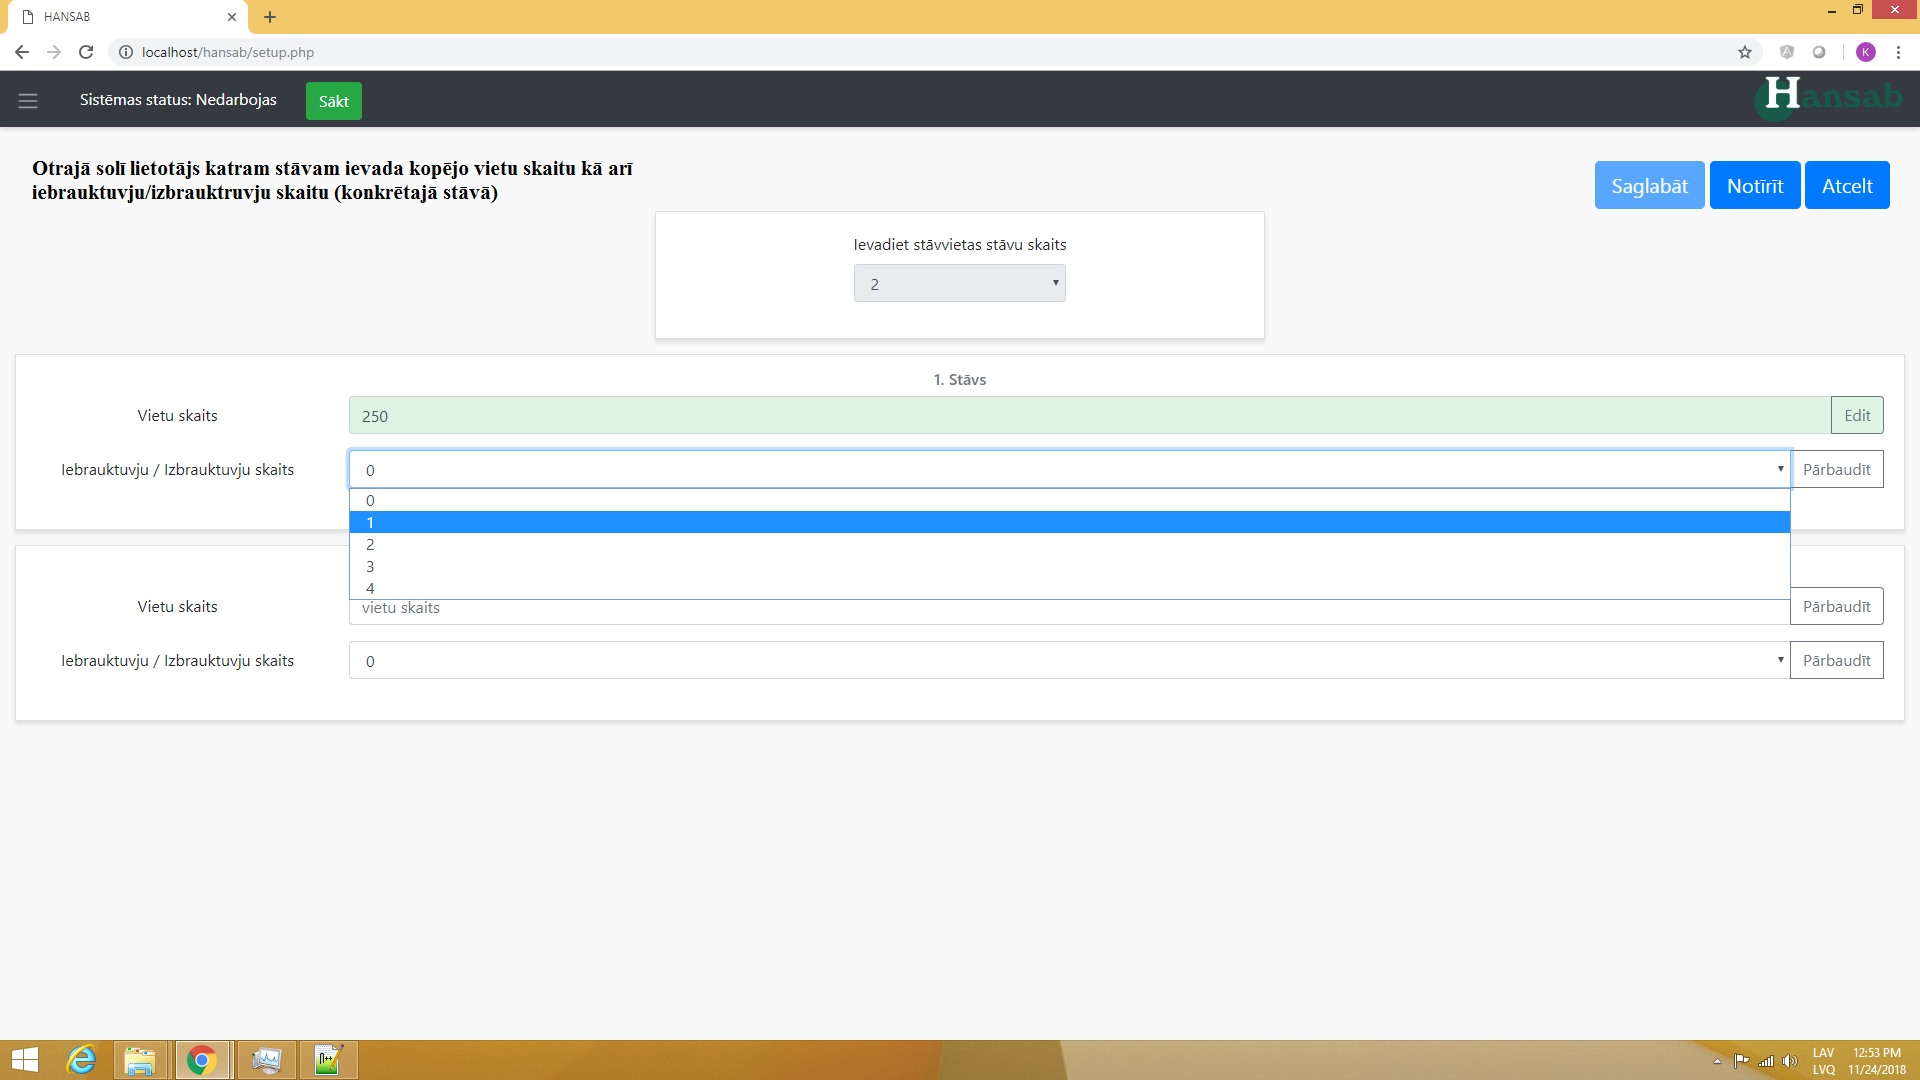 HANSAB
localhost/hansab/setup.php
K
Sistēmas status: Nedarbojas
Sākt
Hansab
Otrajā solī lietotājs katram stāvam ievada kopējo vietu skaitu kā arī
iebrauktuvju/izbrauktruvju skaitu (konkrētajā stāvā)
Saglabāt
Notīrīt
Atcelt
Ievadiet stāvvietas stāvu skaits
2
1. Stāvs
Vietu skaits
250
Edit
Iebrauktuvju / Izbrauktuvju skaits
0
Pārbaudīt
0
1
2
3
4
Vietu skaits
vietu skaits
Pārbaudīt
Iebrauktuvju / Izbrauktuvju skaits
0
Pārbaudīt
LAV
LVQ
12:53 PM
11/24/2018